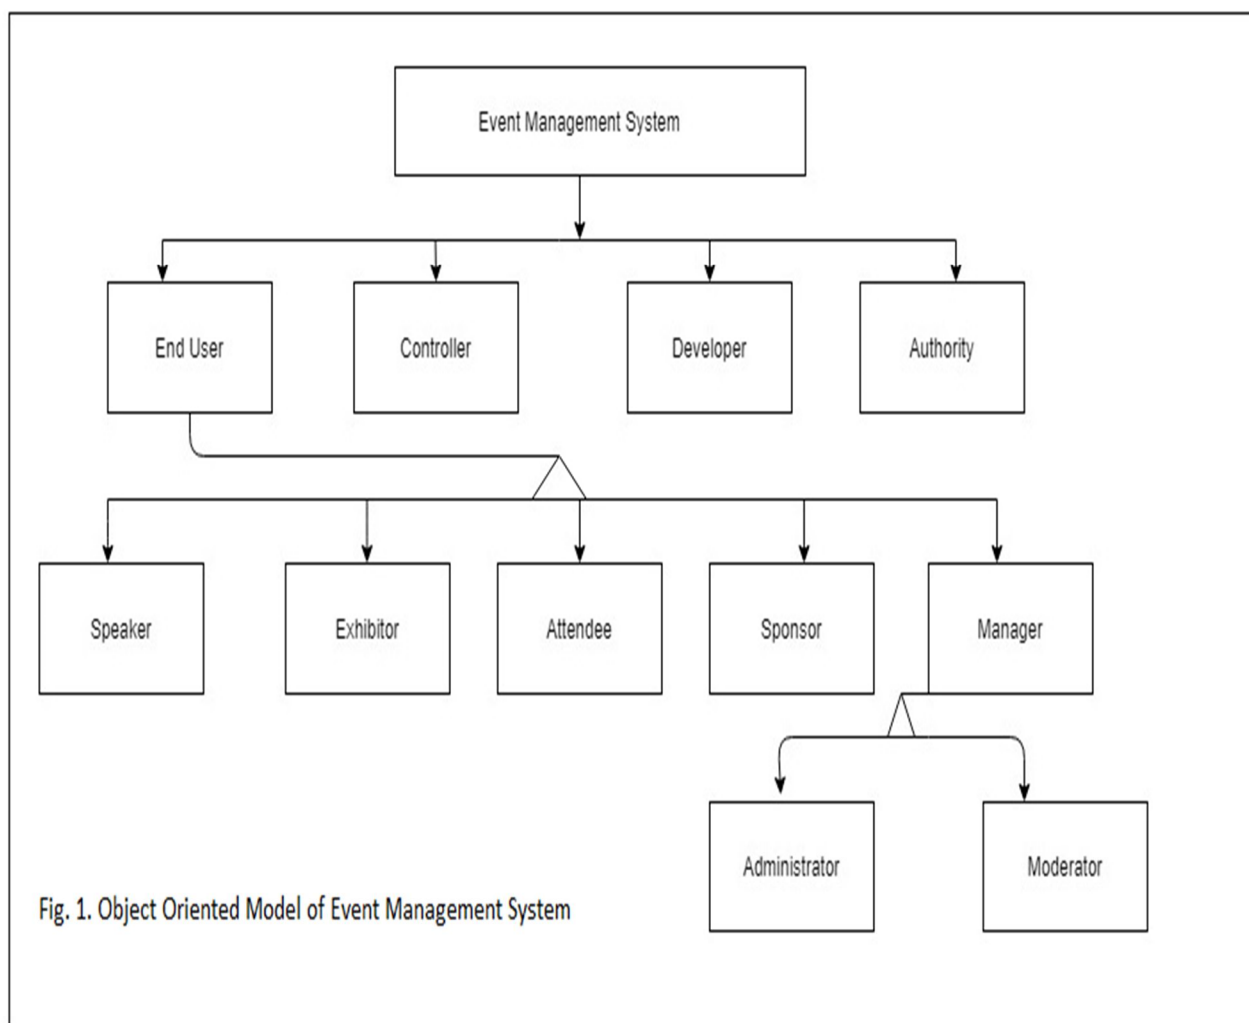 Event Management System
End User
Controller
Developer
Authority
Speaker
Exhibitor
Attendee
Sponsor
Manager
Administrator
Moderator
Fig. 1. Object Oriented Model of Event Management System